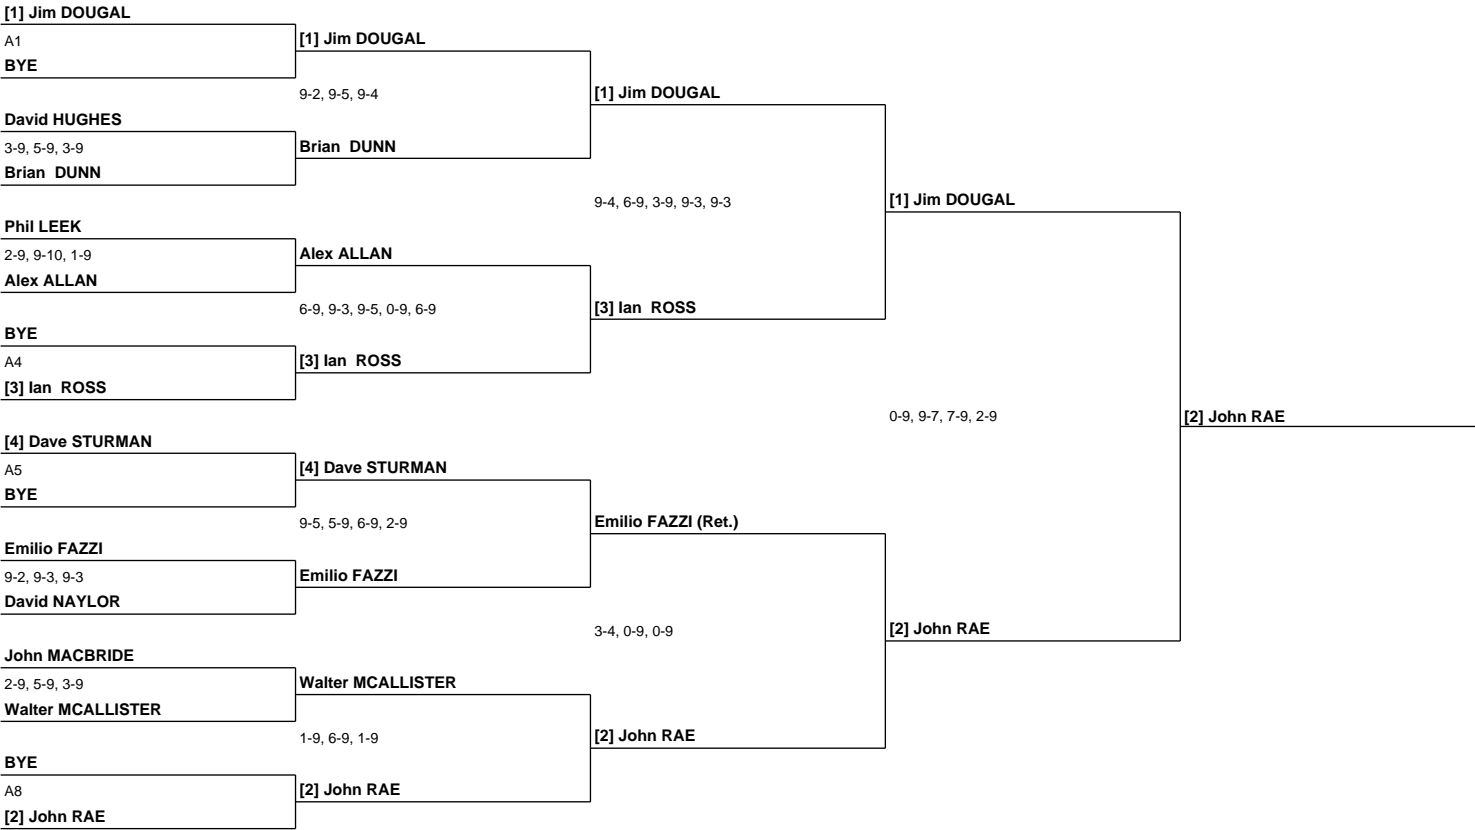 [1] Jim DOUGAL
A1
BYE
David HUGHES
3-9, 5-9, 3-9
Brian DUNN
Phil LEEK
2-9, 9-10, 1-9
Alex ALLAN
BYE
A4
[3] Ian ROSS
[4] Dave STURMAN
A5
BYE
Emilio FAZZI
9-2, 9-3, 9-3
David NAYLOR
John MACBRIDE
2-9, 5-9, 3-9
Walter MCALLISTER
BYE
A8
[2] John RAE
[1] Jim DOUGAL
9-2, 9-5, 9-4
Brian DUNN
Alex ALLAN
6-9, 9-3, 9-5, 0-9, 6-9
[3] Ian ROSS
[4] Dave STURMAN
9-5, 5-9, 6-9, 2-9
Emilio FAZZI
Walter MCALLISTER
1-9, 6-9, 1-9
[2] John RAE
[1] Jim DOUGAL
9-4, 6-9, 3-9, 9-3, 9-3
[3] Ian ROSS
Emilio FAZZI (Ret.)
3-4, 0-9, 0-9
[2] John RAE
[1] Jim DOUGAL
0-9, 9-7, 7-9, 2-9
[2] John RAE
[2] John RAE